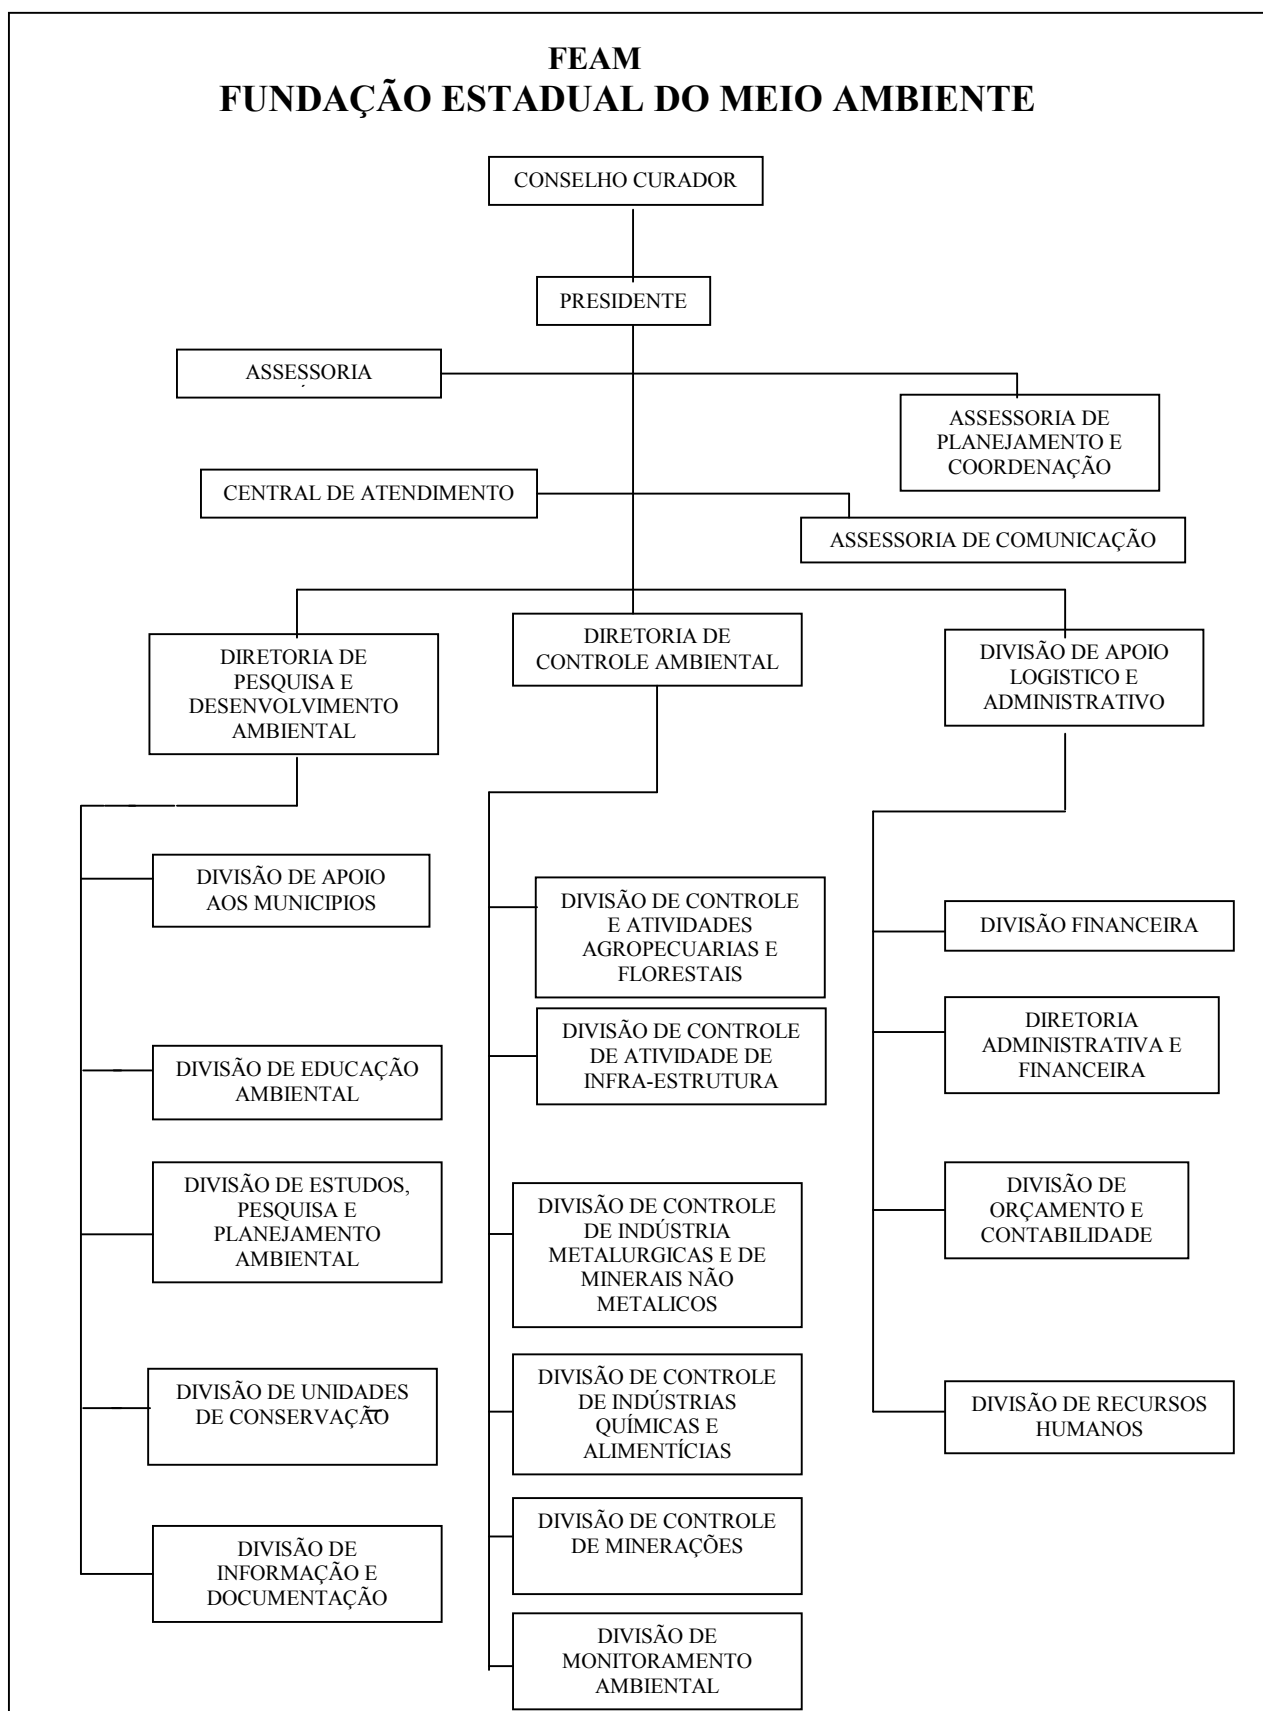 FEAM
FUNDAÇÃO ESTADUAL DO MEIO AMBIENTE
CONSELHO CURADOR
PRESIDENTE
ASSESSORIA
ASSESSORIA DE
PLANEJAMENTO E
COORDENAÇÃO
CENTRAL DE ATENDIMENTO
ASSESSORIA DE COMUNICAÇÃO
DIRETORIA DE
PESQUISA E
DESENVOLVIMENTO
AMBIENTAL
DIRETORIA DE
CONTROLE AMBIENTAL
DIVISÃO DE APOIO
LOGISTICO E
ADMINISTRATIVO
DIVISÃO DE APOIO
AOS MUNICIPIOS
DIVISÃO DE EDUCAÇÃO
AMBIENTAL
DIVISÃO DE ESTUDOS,
PESQUISA E
PLANEJAMENTO
AMBIENTAL
DIVISÃO DE UNIDADES
DE CONSERVAÇÃO
DIVISÃO DE
INFORMAÇÃO E
DOCUMENTAÇÃO
DIVISÃO DE CONTROLE
E ATIVIDADES
AGROPECUARIAS E
FLORESTAIS
DIVISÃO DE CONTROLE
DE ATIVIDADE DE
INFRA-ESTRUTURA
DIVISÃO DE CONTROLE
DE INDÚSTRIA
METALURGICAS E DE
MINERAIS NÃO
METALICOS
DIVISÃO DE CONTROLE
DE INDÚSTRIAS
QUÍMICAS E
ALIMENTÍCIAS
DIVISÃO DE CONTROLE
DE MINERAÇÕES
DIVISÃO DE
MONITORAMENTO
AMBIENTAL
DIVISÃO FINANCEIRA
DIRETORIA
ADMINISTRATIVA E
FINANCEIRA
DIVISÃO DE
ORÇAMENTO E
CONTABILIDADE
DIVISÃO DE RECURSOS
HUMANOS